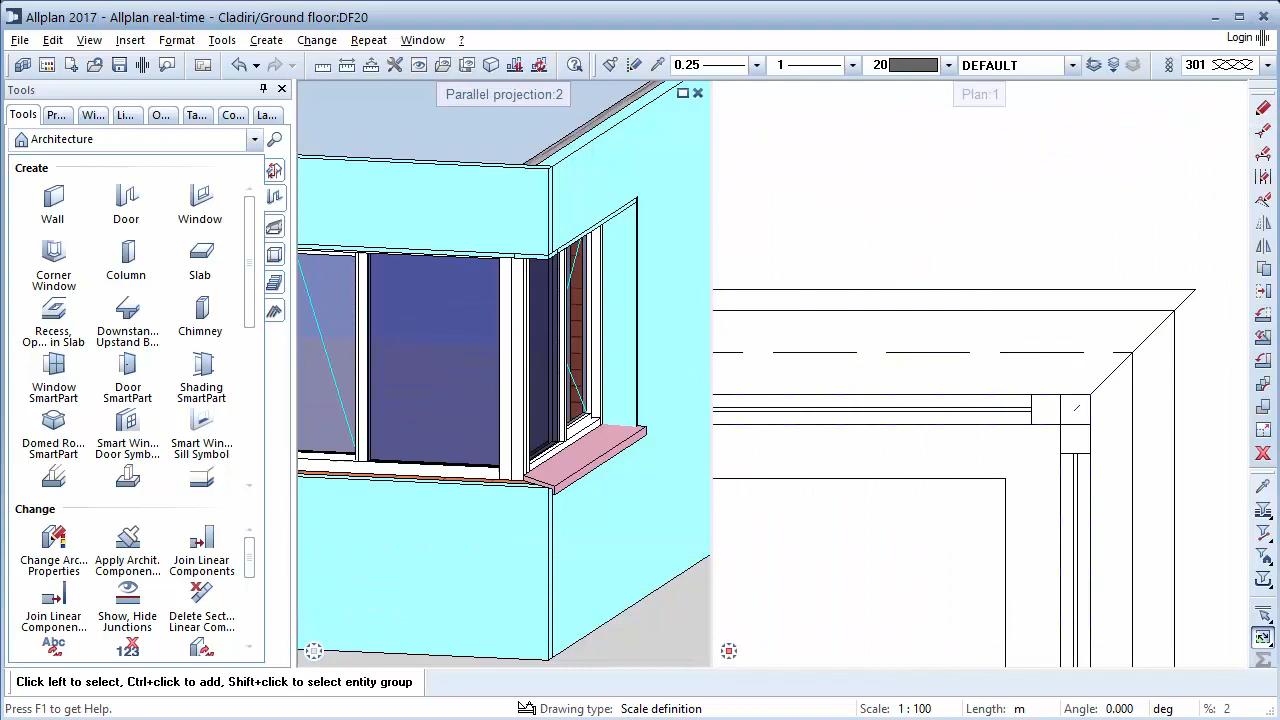 Allplan 2017 - Allplan real-time - Cladiri/Ground floor:DF20
File Edit View Insert Format Tools Create Change Repeat Window ?
Login
0.25 1 20 DEFAULT 301
Tools
Tools Pr... Wi... Li... O... Ta... Co... La...
Architecture
Create
Wall Door Window
Corner Window Column Slab
Recess, Op... in Slab Downstan... Upstand B... Chimney
Window SmartPart Door SmartPart Shading SmartPart
Domed Ro... SmartPart Smart Win... Door Symb... Smart Win... Sill Symbol
Change
Change Arc... Properties Apply Archit. Componen... Join Linear Components
Join Linear Componen... Show, Hide Junctions Delete Sect... Linear Com...
Abc 123
Parallel projection:2
Plan:1
Click left to select, Ctrl+click to add, Shift+click to select entity group
Press F1 to get Help. Drawing type: Scale definition Scale: 1 : 100 Length: m Angle: 0.000 deg %: 2